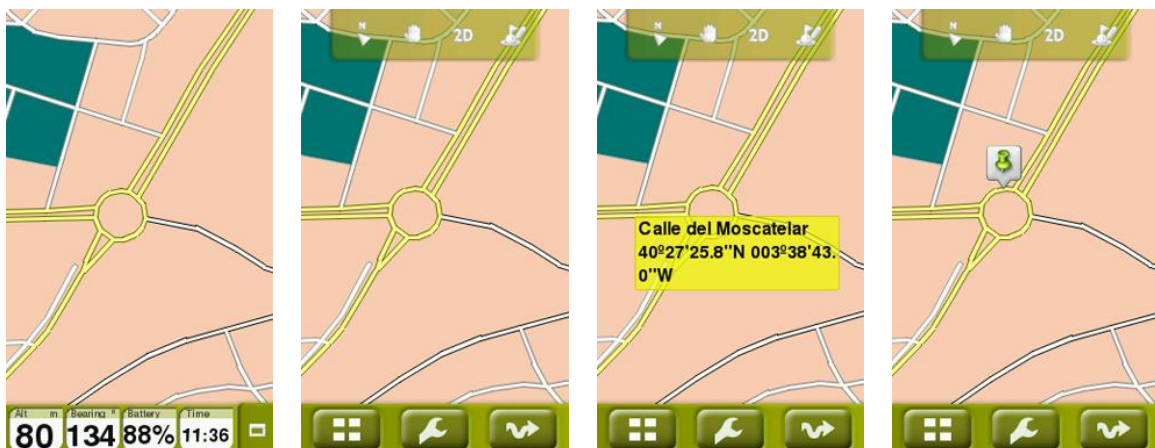 N
2D
N
2D
N
2D
Calle del Moscatelar
40º27'25.8"N 003º38'43.
0"W
Alt m Bearing º Battery Time
80 134 88% 11:36